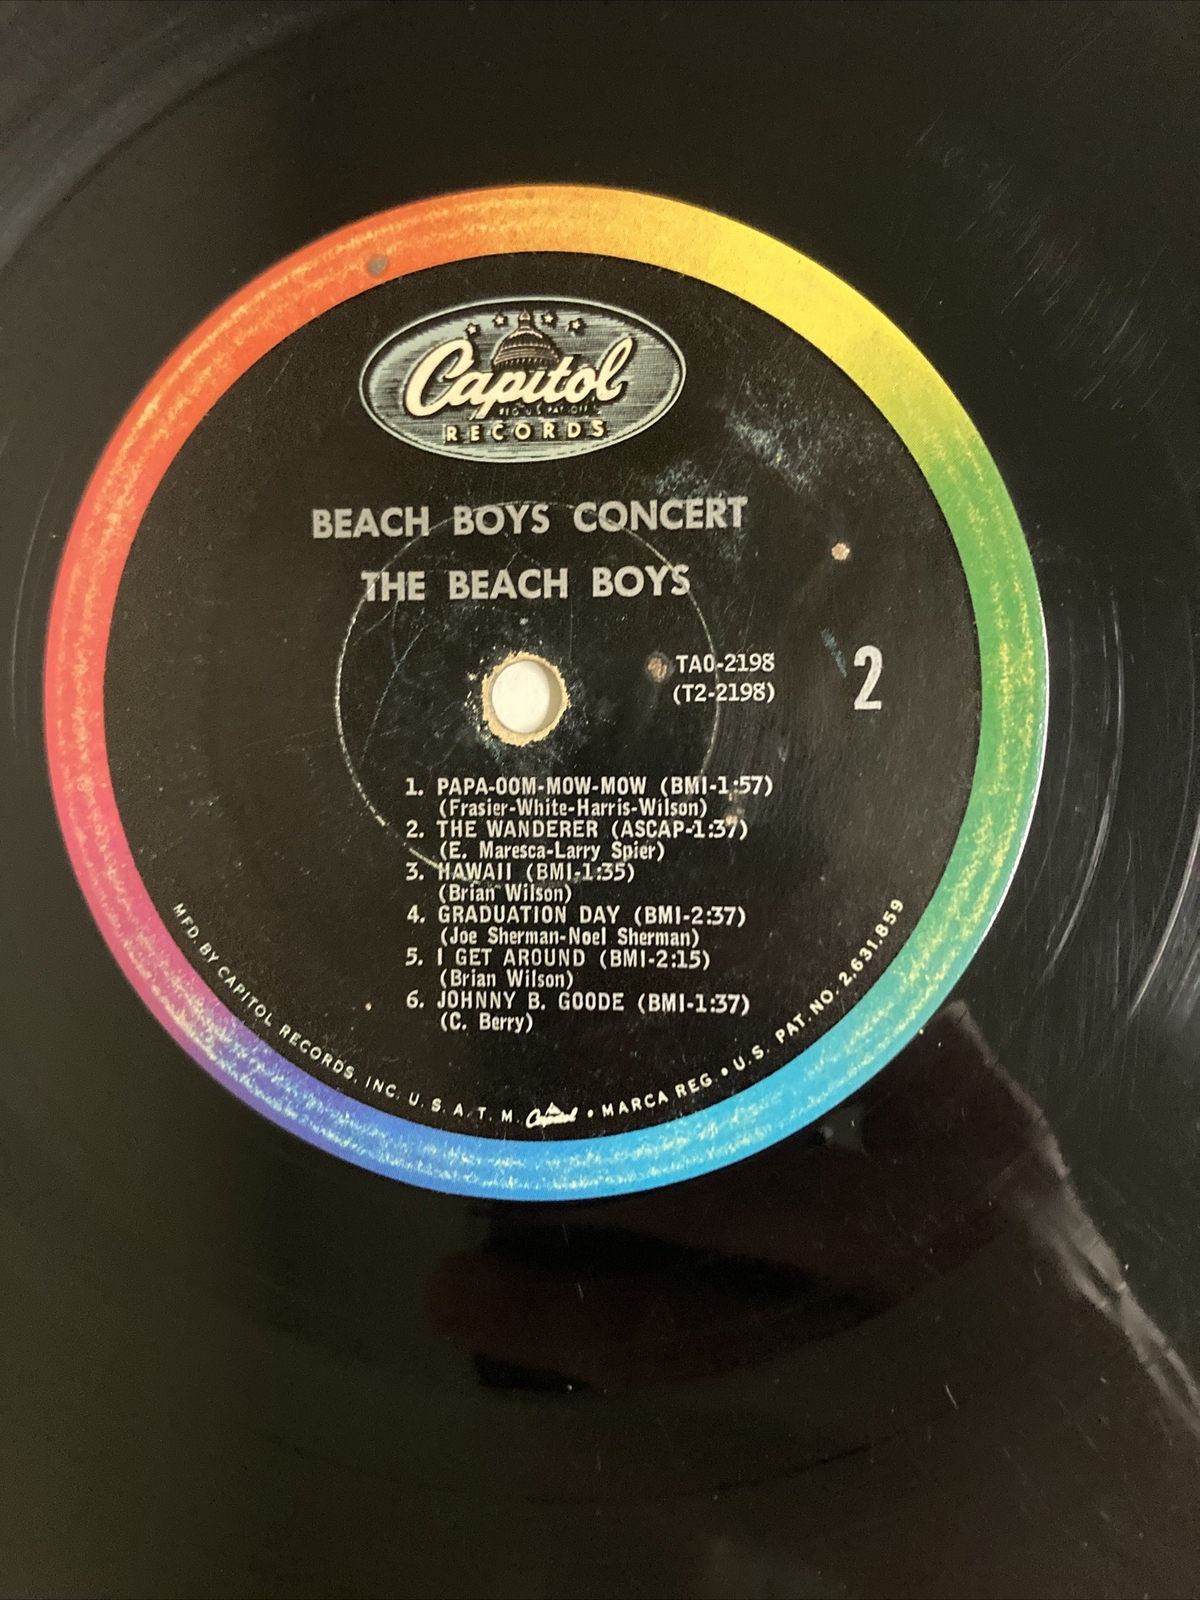 Capitol
REG. U.S. PAT. OFF.
RECORDS
BEACH BOYS CONCERT
THE BEACH BOYS
TAO-2198
(T2-2198)
2
1. PAPA-OOM-MOW-MOW (BMI-1:57)
(Frasier-White-Harris-Wilson)
2. THE WANDERER (ASCAP-1:37)
(E. Maresca-Larry Spier)
3. HAWAII (BMI-1:35)
(Brian Wilson)
4. GRADUATION DAY (BMI-2:37)
(Joe Sherman-Noel Sherman)
5. I GET AROUND (BMI-2:15)
(Brian Wilson)
6. JOHNNY B. GOODE (BMI-1:37)
(C. Berry)
MFD. BY CAPITOL RECORDS, INC. U. S. A. T. M. Capitol • MARCA REG. • U.S. PAT. NO. 2,631,859